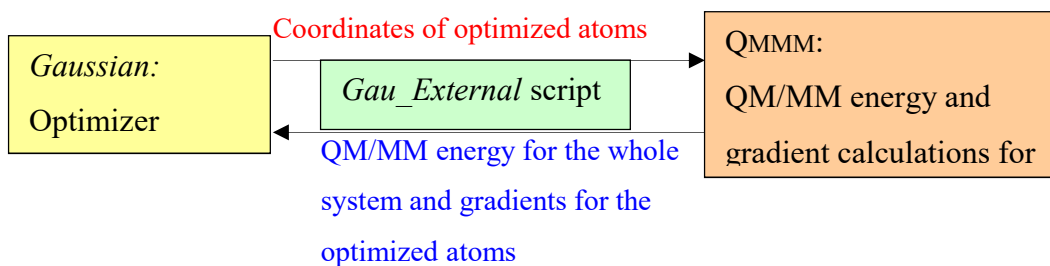 Coordinates of optimized atoms
Gaussian:
Optimizer
Gau_External script
QMMM:
QM/MM energy and
gradient calculations for
QM/MM energy for the whole
system and gradients for the
optimized atoms